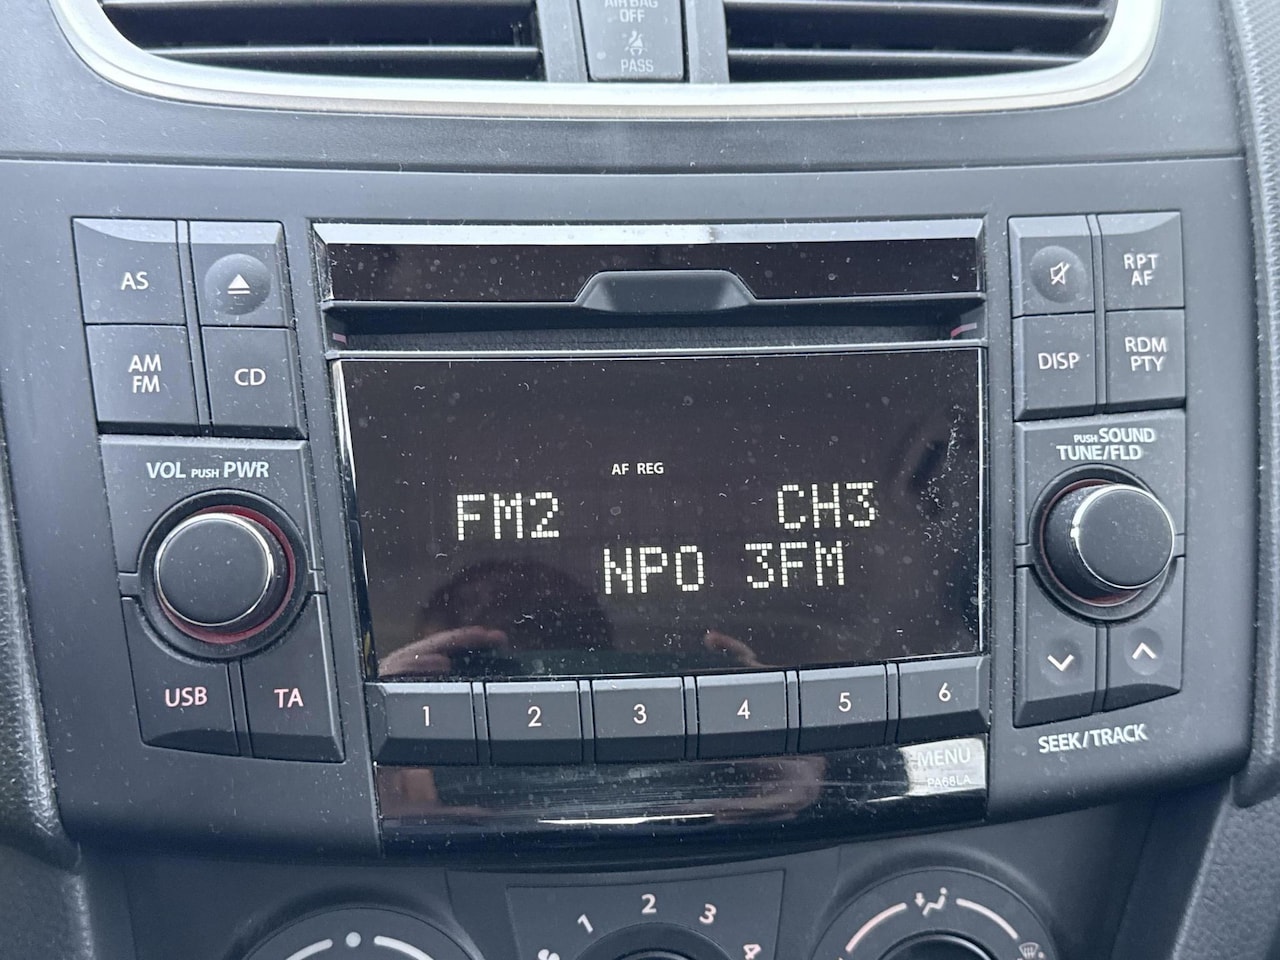 AIR BAG
OFF
PASS
AS
AM
FM
CD
RPT
AF
DISP
RDM
PTY
VOL PUSH PWR
PUSH SOUND
TUNE/FLD
AF REG
FM2 CH3
NPO 3FM
USB
TA
1 2 3 4 5 6
SEEK/TRACK
MENU
PA66LA
1 2 3 4